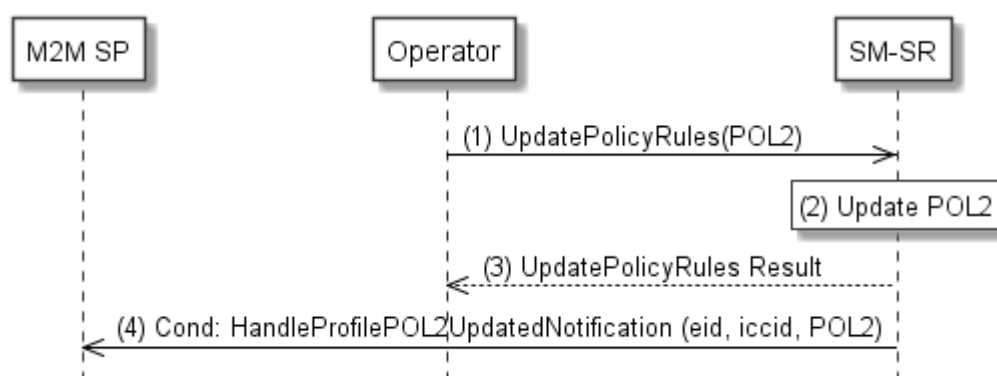 M2M SP
Operator
SM-SR
(1) UpdatePolicyRules(POL2)
(2) Update POL2
(3) UpdatePolicyRules Result
(4) Cond: HandleProfilePOL2UpdatedNotification (eid, iccid, POL2)